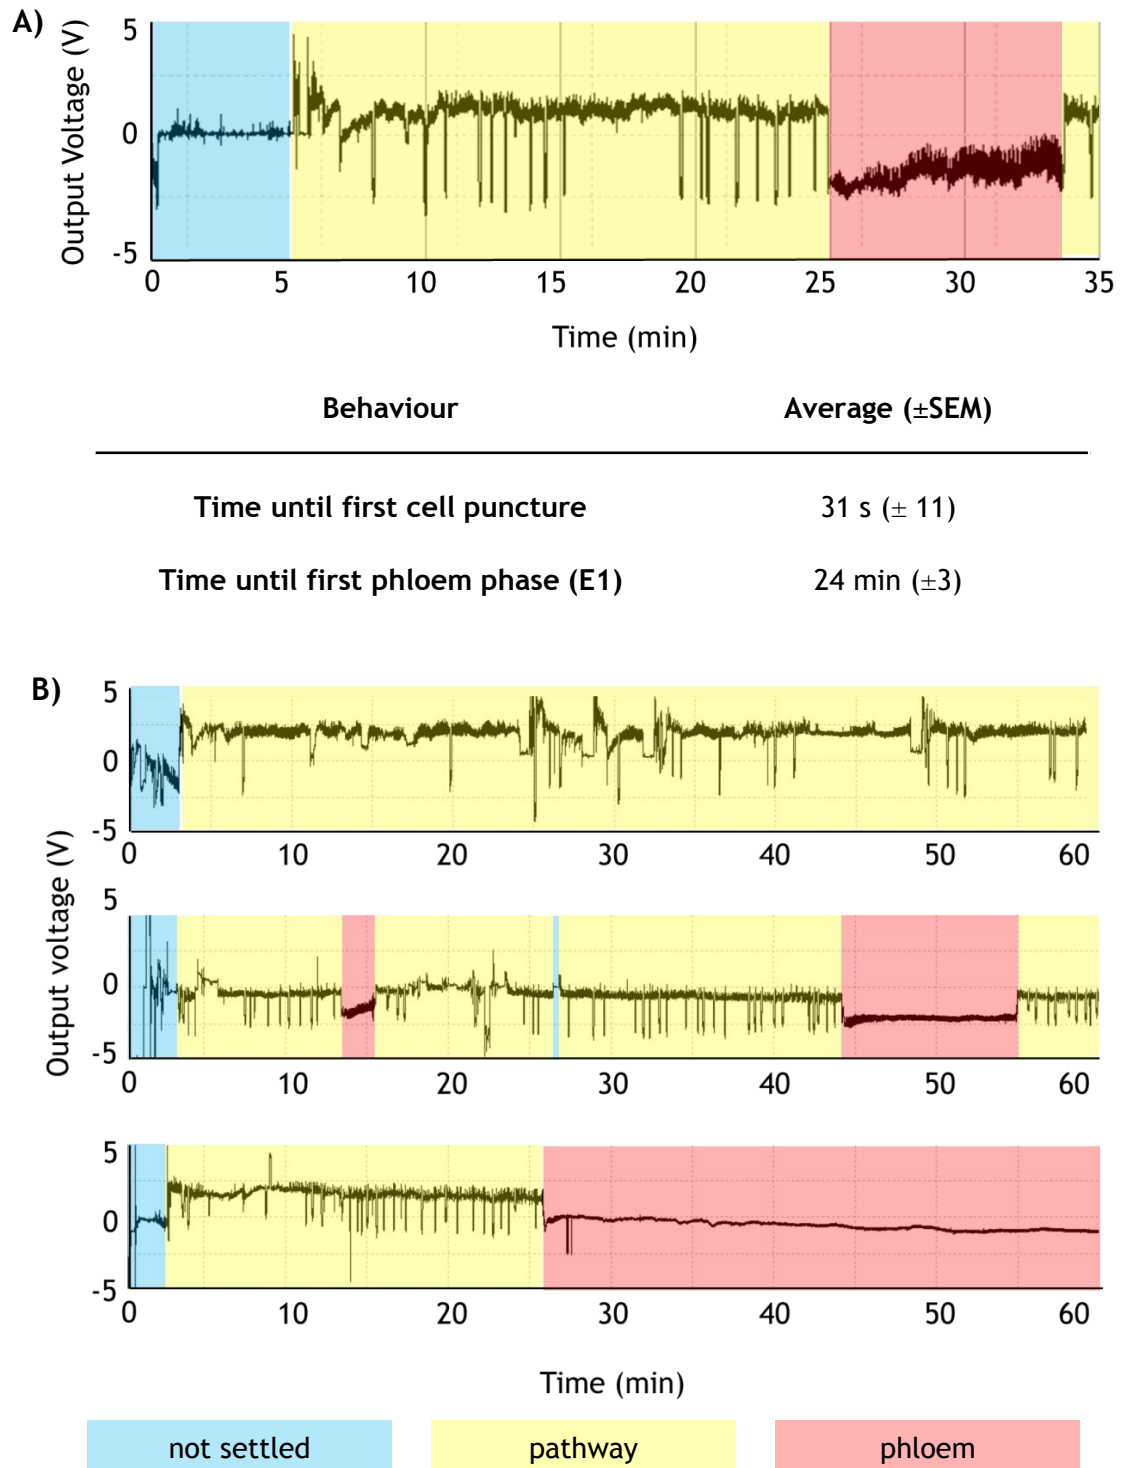 A)
Output Voltage (V)
5
0
-5
0 5 10 15 20 25 30 35
Time (min)
Behaviour Average (±SEM)
Time until first cell puncture 31 s (± 11)
Time until first phloem phase (E1) 24 min (±3)
B)
Output voltage (V)
5
0
-5
0 10 20 30 40 50 60
5
0
-5
0 10 20 30 40 50 60
5
0
-5
0 10 20 30 40 50 60
Time (min)
not settled pathway phloem